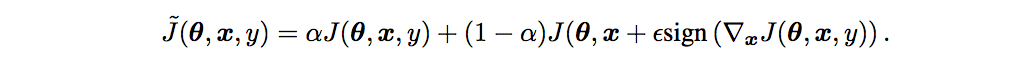 J̃(θ, x, y) = αJ(θ, x, y) + (1 − α)J(θ, x + ϵsign (∇ₓJ(θ, x, y)) .